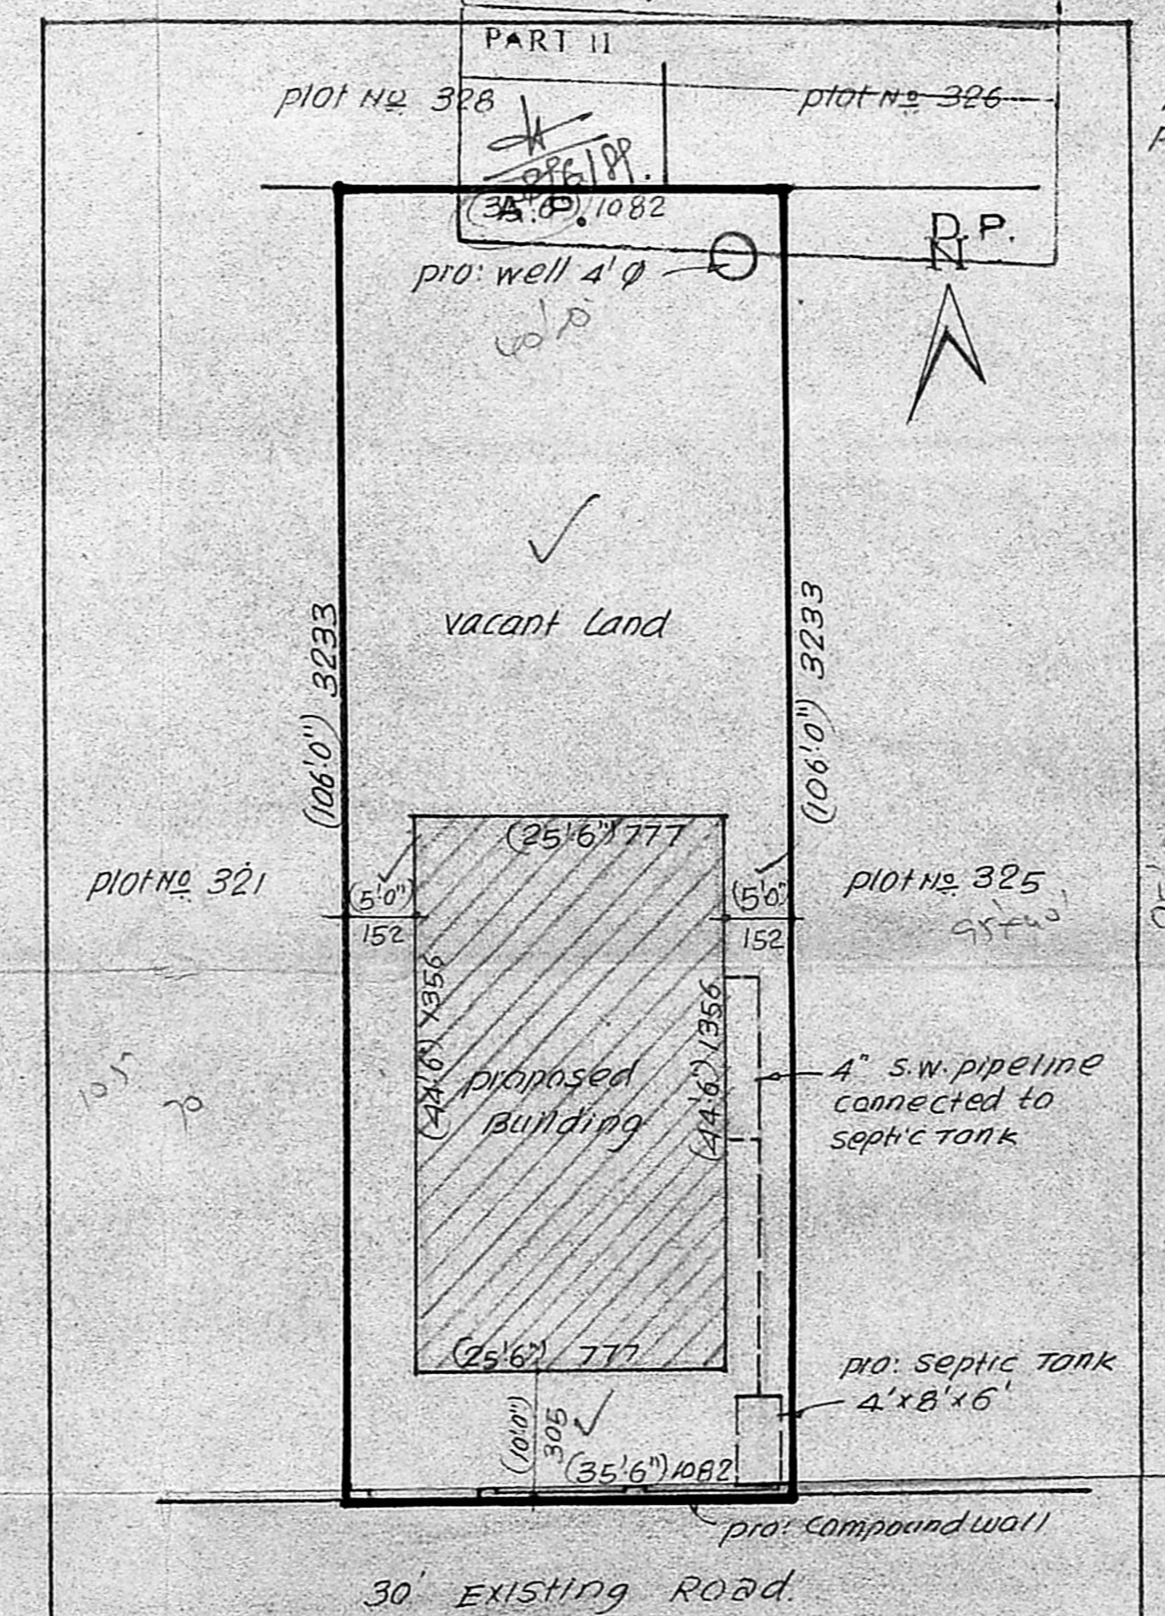 PART II
plot No 328
plot No 326
1082
D.P.
N
pro: well 4'Ø
vacant Land
(106'0") 3233
(106'0") 3233
(25'6") 777
plot No 321
(5'0")
152
(5'0")
152
plot No 325
(44'6") 1356
(44'6") 1356
proposed
Building
4" s.w. pipeline
connected to
septic Tank
(25'6") 777
pro: septic Tank
4'x8'x6'
(10'0")
305
(35'6") 1082
pro: compound wall
30' Existing Road.